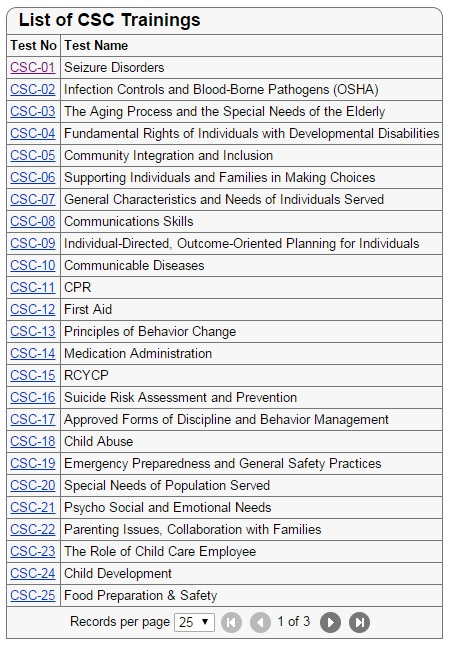 List of CSC Trainings
Test No Test Name
CSC-01 Seizure Disorders
CSC-02 Infection Controls and Blood-Borne Pathogens (OSHA)
CSC-03 The Aging Process and the Special Needs of the Elderly
CSC-04 Fundamental Rights of Individuals with Developmental Disabilities
CSC-05 Community Integration and Inclusion
CSC-06 Supporting Individuals and Families in Making Choices
CSC-07 General Characteristics and Needs of Individuals Served
CSC-08 Communications Skills
CSC-09 Individual-Directed, Outcome-Oriented Planning for Individuals
CSC-10 Communicable Diseases
CSC-11 CPR
CSC-12 First Aid
CSC-13 Principles of Behavior Change
CSC-14 Medication Administration
CSC-15 RCYCP
CSC-16 Suicide Risk Assessment and Prevention
CSC-17 Approved Forms of Discipline and Behavior Management
CSC-18 Child Abuse
CSC-19 Emergency Preparedness and General Safety Practices
CSC-20 Special Needs of Population Served
CSC-21 Psycho Social and Emotional Needs
CSC-22 Parenting Issues, Collaboration with Families
CSC-23 The Role of Child Care Employee
CSC-24 Child Development
CSC-25 Food Preparation & Safety
Records per page 25 1 of 3